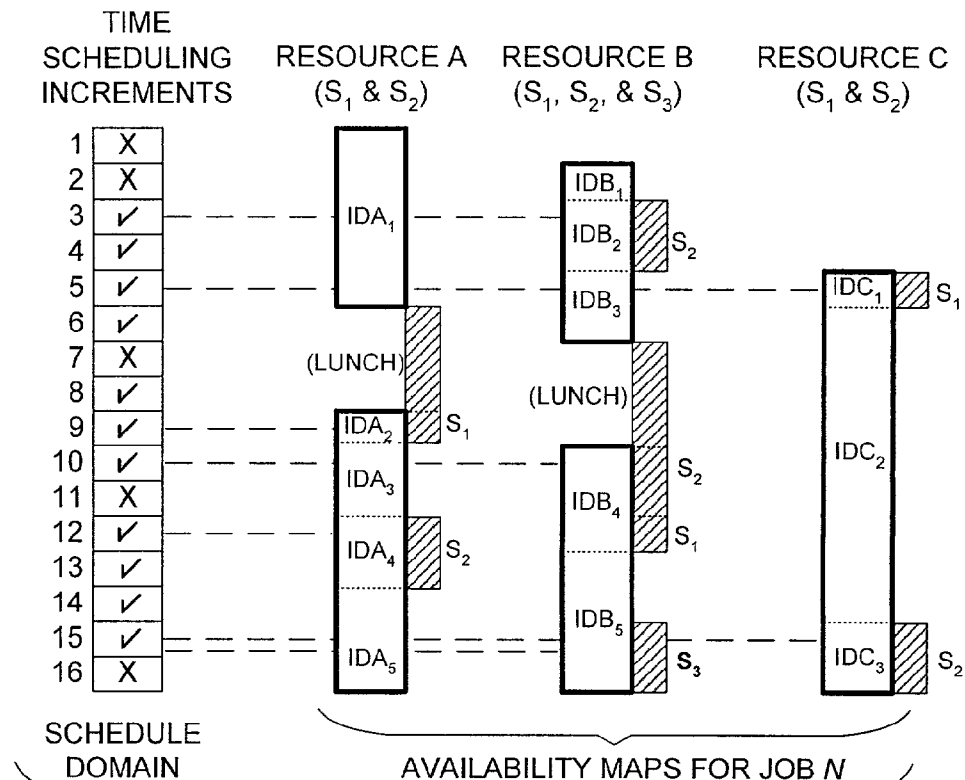 TIME
SCHEDULING
INCREMENTS
RESOURCE A
(S₁ & S₂)
RESOURCE B
(S₁, S₂, & S₃)
RESOURCE C
(S₁ & S₂)
1 X
2 X
3 ✓
4 ✓
5 ✓
6 ✓
7 X
8 ✓
9 ✓
10 ✓
11 X
12 ✓
13 ✓
14 ✓
15 ✓
16 X
IDA₁
(LUNCH)
IDA₂
S₁
IDA₃
IDA₄
S₂
IDA₅
IDB₁
IDB₂
S₂
IDB₃
(LUNCH)
S₂
IDB₄
S₁
IDB₅
S₃
IDC₁
S₁
IDC₂
IDC₃
S₂
SCHEDULE
DOMAIN
AVAILABILITY MAPS FOR JOB N